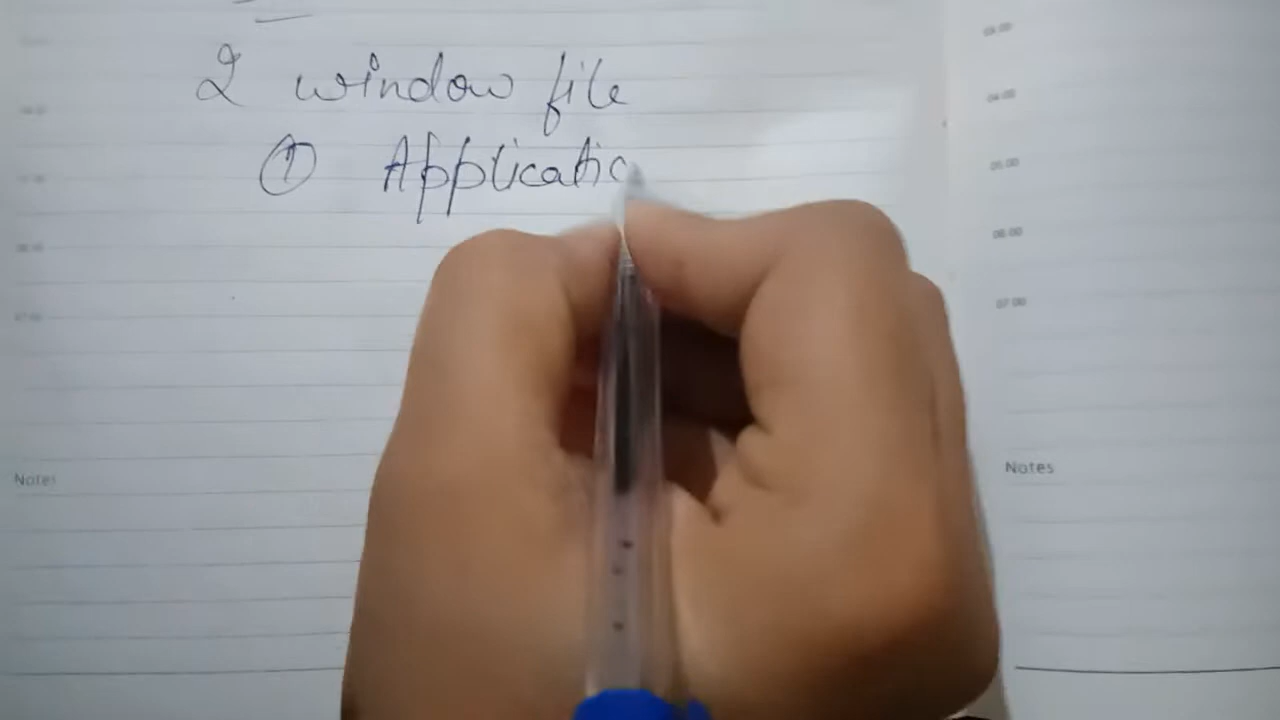 2 window file
① Applicatio
03:00
04:00
05:00
06:00
07:00
Notes
Notes